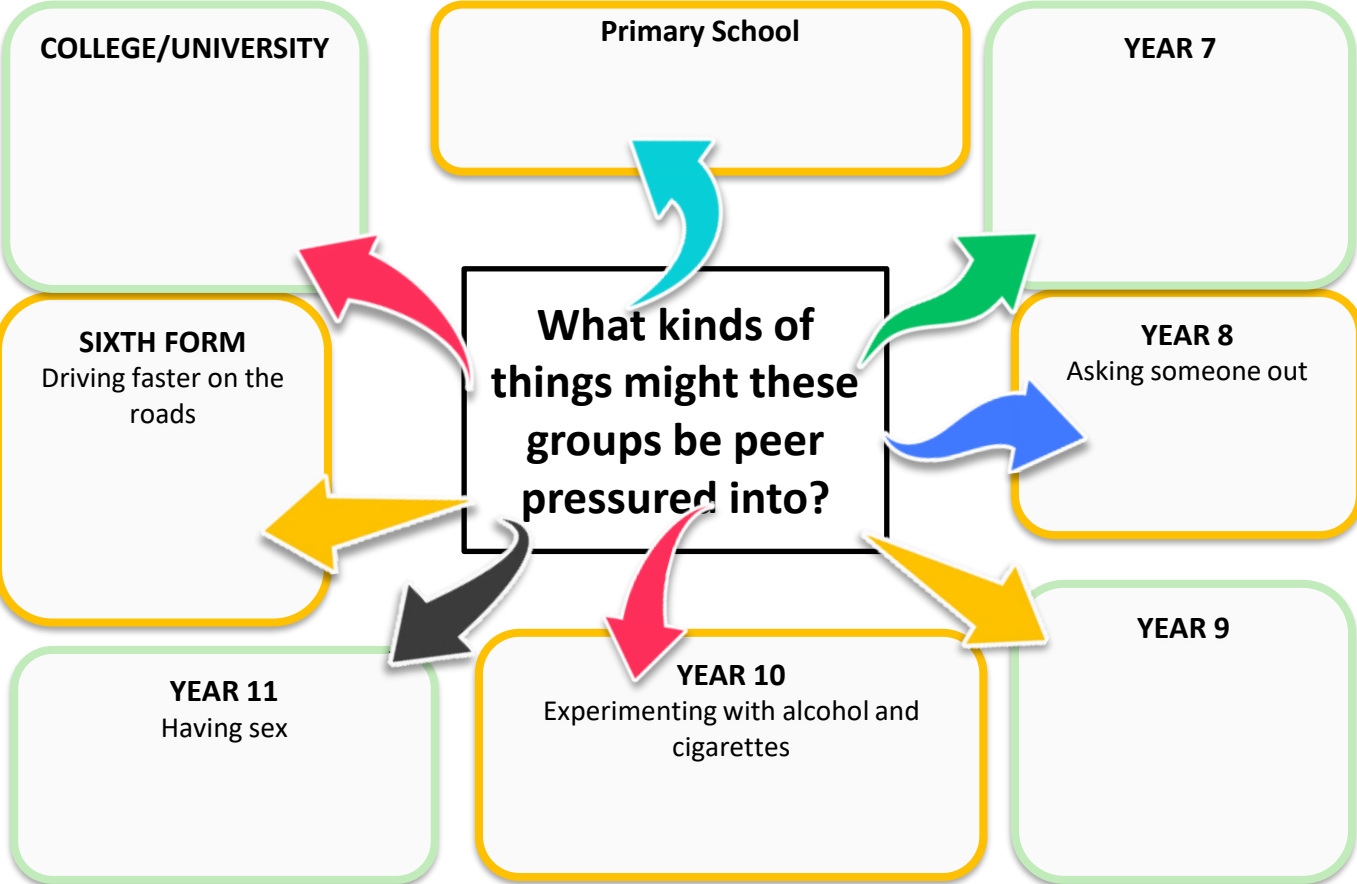 COLLEGE/UNIVERSITY
Primary School
YEAR 7
What kinds of
things might these
groups be peer
pressured into?
SIXTH FORM
Driving faster on the
roads
YEAR 8
Asking someone out
YEAR 11
Having sex
YEAR 10
Experimenting with alcohol and
cigarettes
YEAR 9